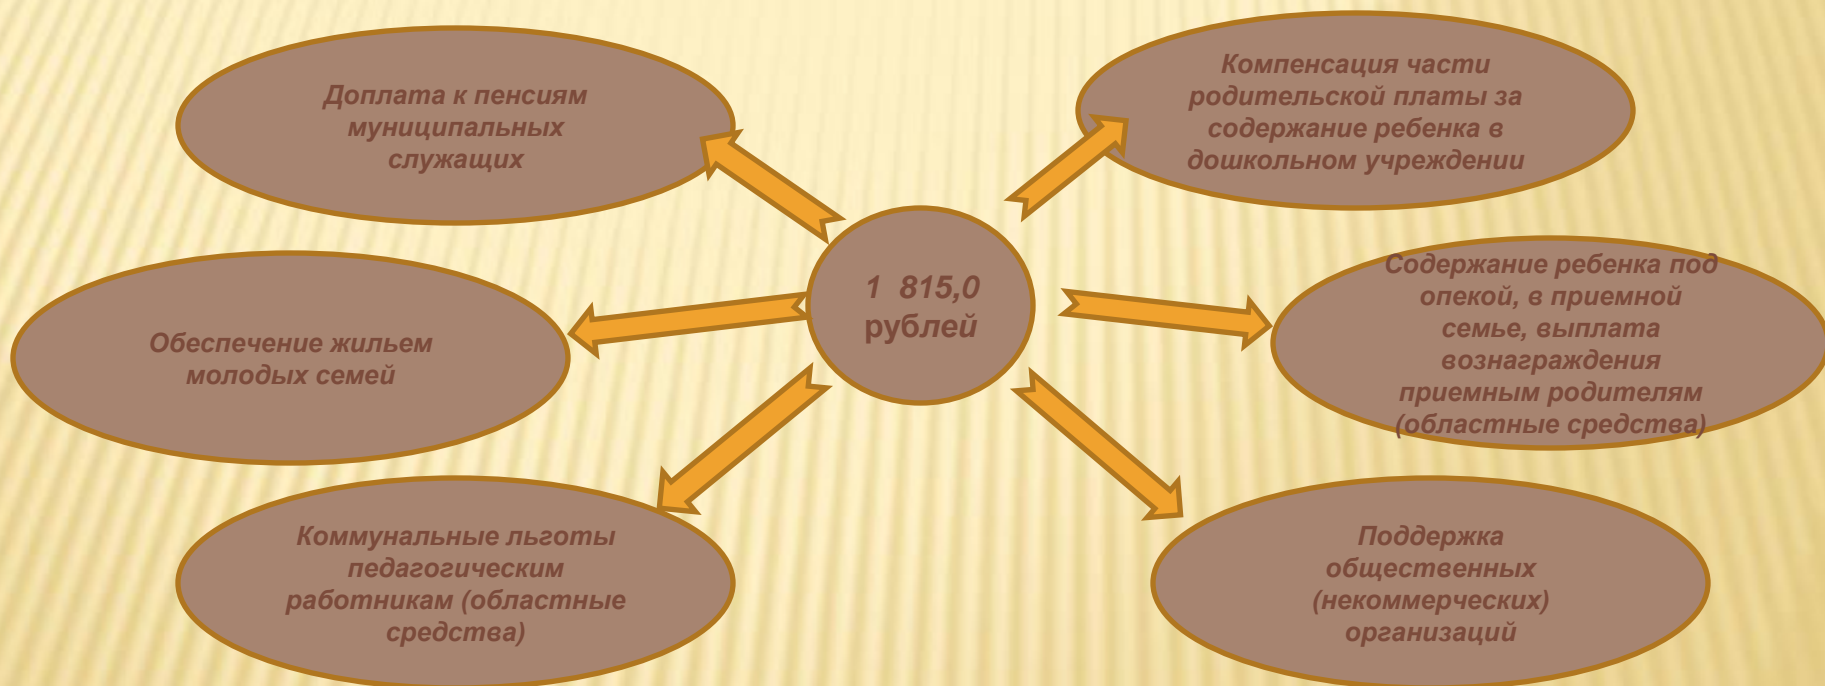 Доплата к пенсиям
муниципальных
служащих
Компенсация части
родительской платы за
содержание ребенка в
дошкольном учреждении
1 815,0
рублей
Обеспечение жильем
молодых семей
Содержание ребенка под
опекой, в приемной
семье, выплата
вознаграждения
приемным родителям
(областные средства)
Коммунальные льготы
педагогическим
работникам (областные
средства)
Поддержка
общественных
(некоммерческих)
организаций